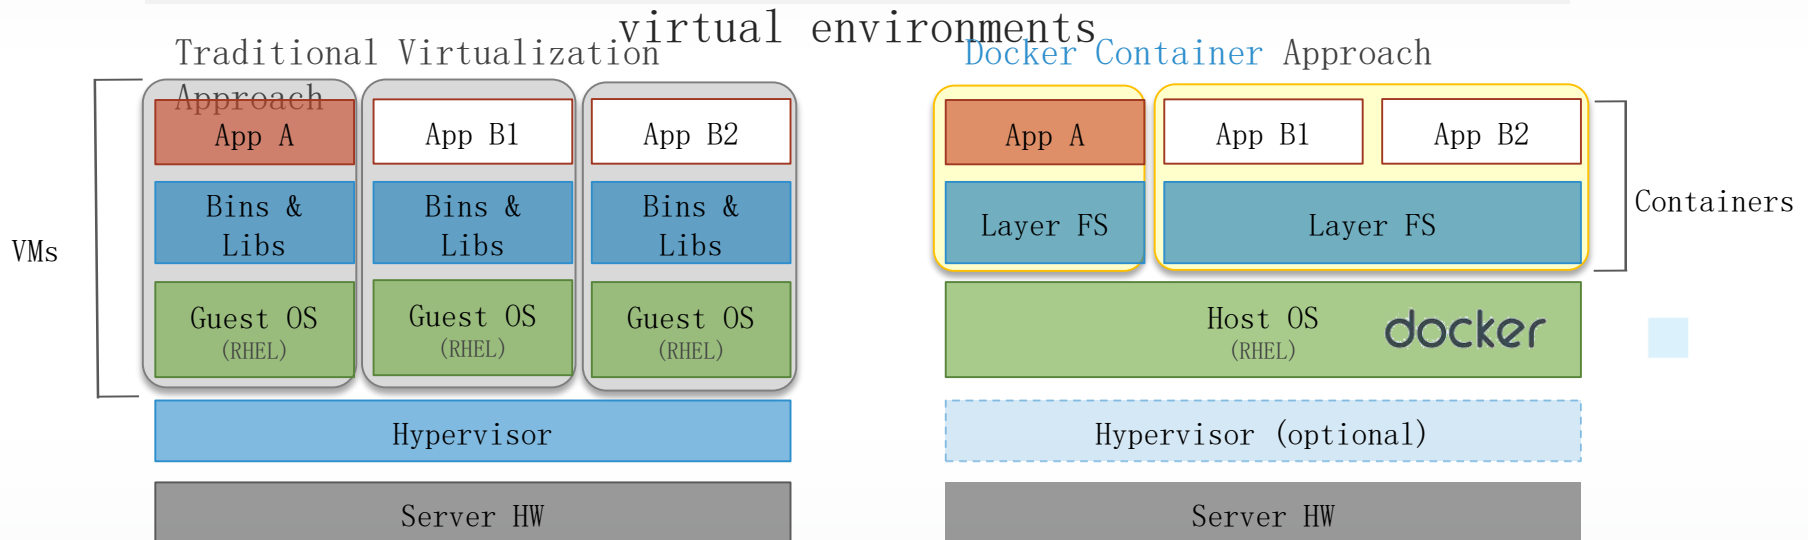 virtual environments
Traditional Virtualization
Approach
VMs
App A
App B1
App B2
Bins &
Libs
Bins &
Libs
Bins &
Libs
Guest OS
(RHEL)
Guest OS
(RHEL)
Guest OS
(RHEL)
Hypervisor
Server HW
Docker Container Approach
App A
App B1
App B2
Layer FS
Layer FS
Containers
Host OS
(RHEL)
docker
Hypervisor (optional)
Server HW